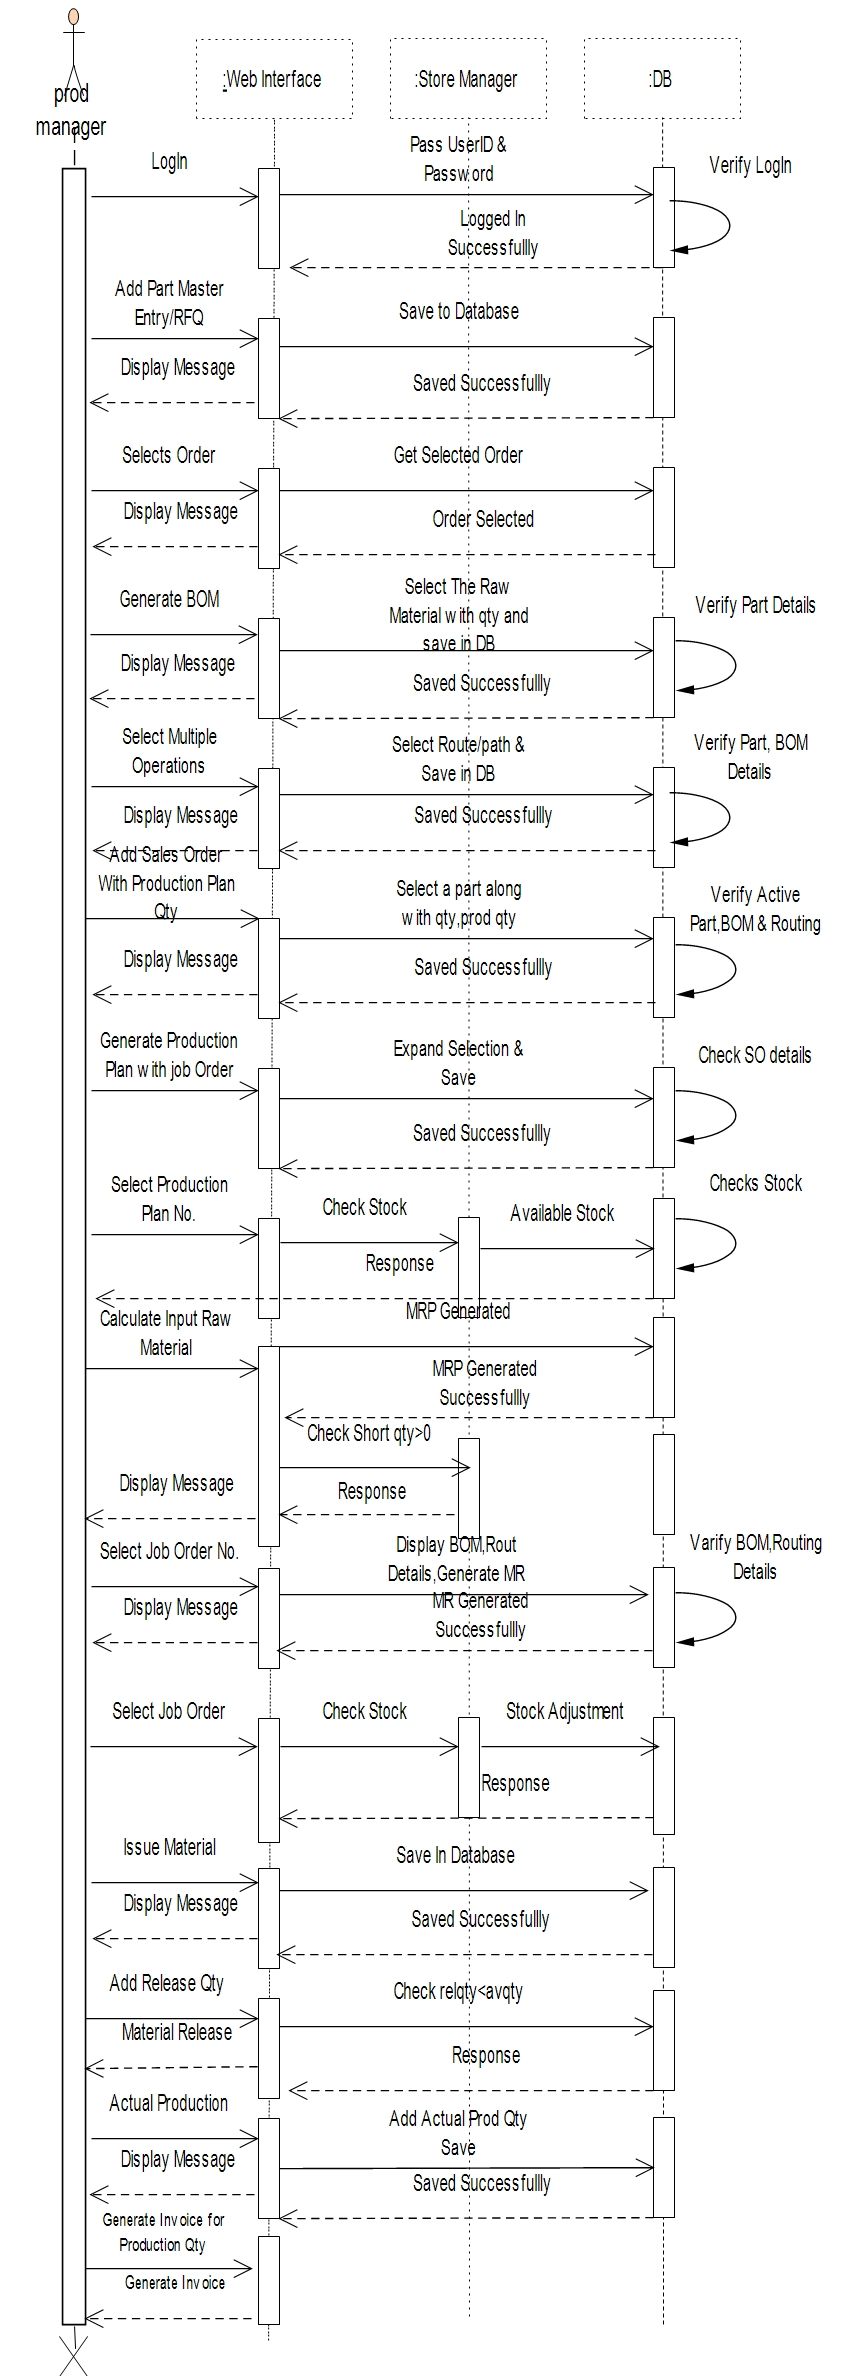 prod
manager
:Web Interface
:Store Manager
:DB
LogIn
Pass UserID &
Password
Verify LogIn
Logged In
Successfullly
Add Part Master
Entry/RFQ
Save to Database
Display Message
Saved Successfullly
Selects Order
Get Selected Order
Display Message
Order Selected
Generate BOM
Select The Raw
Material with qty and
save in DB
Verify Part Details
Display Message
Saved Successfullly
Select Multiple
Operations
Select Route/path &
Save in DB
Verify Part, BOM
Details
Display Message
Saved Successfullly
Add Sales Order
With Production Plan
Qty
Select a part along
with qty,prod qty
Verify Active
Part,BOM & Routing
Display Message
Saved Successfullly
Generate Production
Plan with job Order
Expand Selection &
Save
Check SO details
Saved Successfullly
Select Production
Plan No.
Check Stock
Available Stock
Checks Stock
Response
Calculate Input Raw
Material
MRP Generated
MRP Generated
Successfullly
Check Short qty>0
Display Message
Response
Select Job Order No.
Display BOM,Rout
Details,Generate MR
Varify BOM,Routing
Details
Display Message
MR Generated
Successfullly
Select Job Order
Check Stock
Stock Adjustment
Response
Issue Material
Save In Database
Display Message
Saved Successfullly
Add Release Qty
Check relqty<avqty
Material Release
Response
Actual Production
Add Actual Prod Qty
Save
Display Message
Saved Successfullly
Generate Invoice for
Production Qty
Generate Invoice